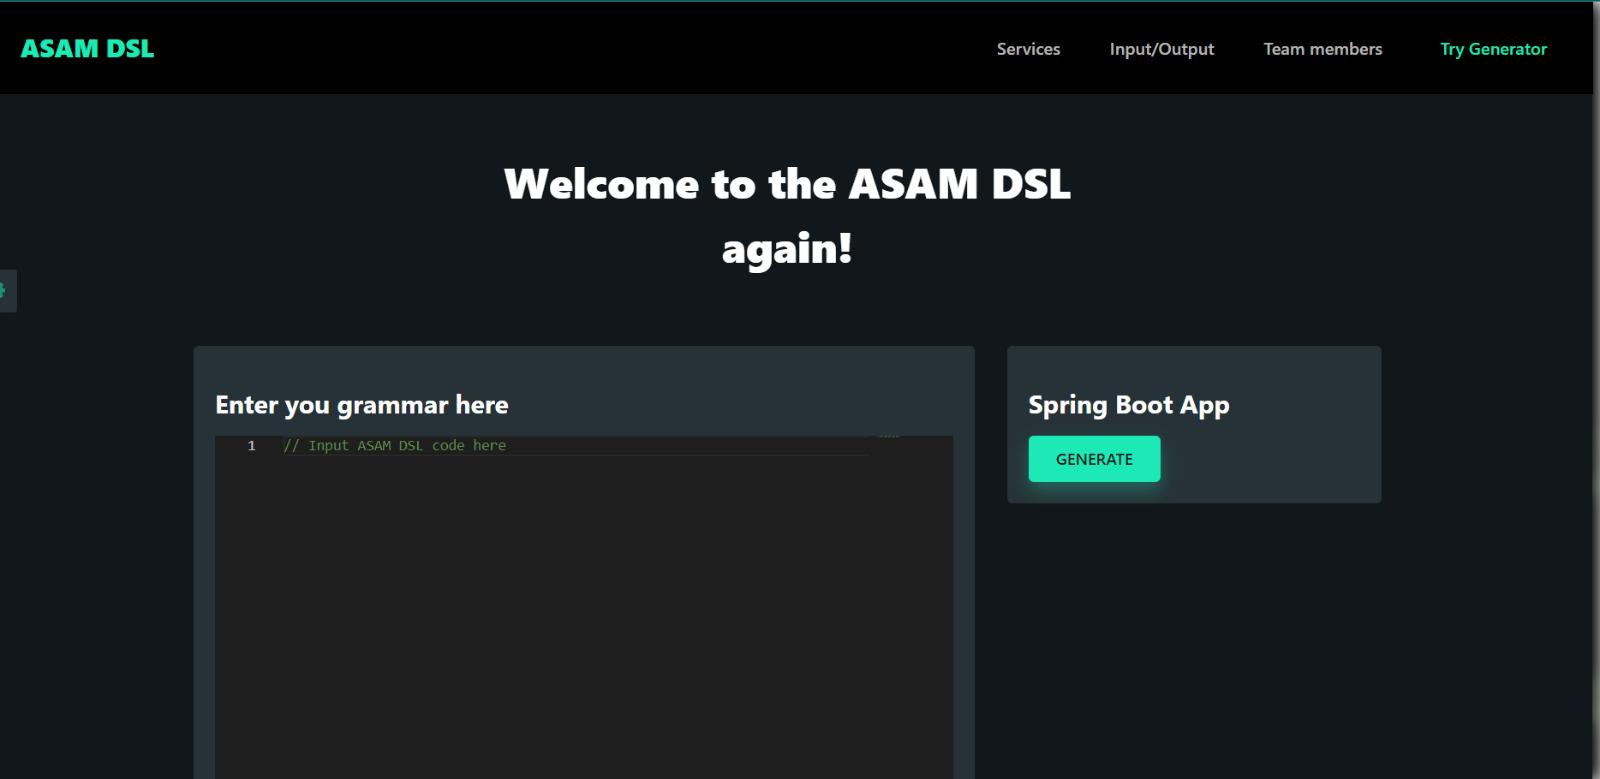 ASAM DSL
Services
Input/Output
Team members
Try Generator
Welcome to the ASAM DSL
again!
Enter you grammar here
1 // Input ASAM DSL code here
Spring Boot App
GENERATE